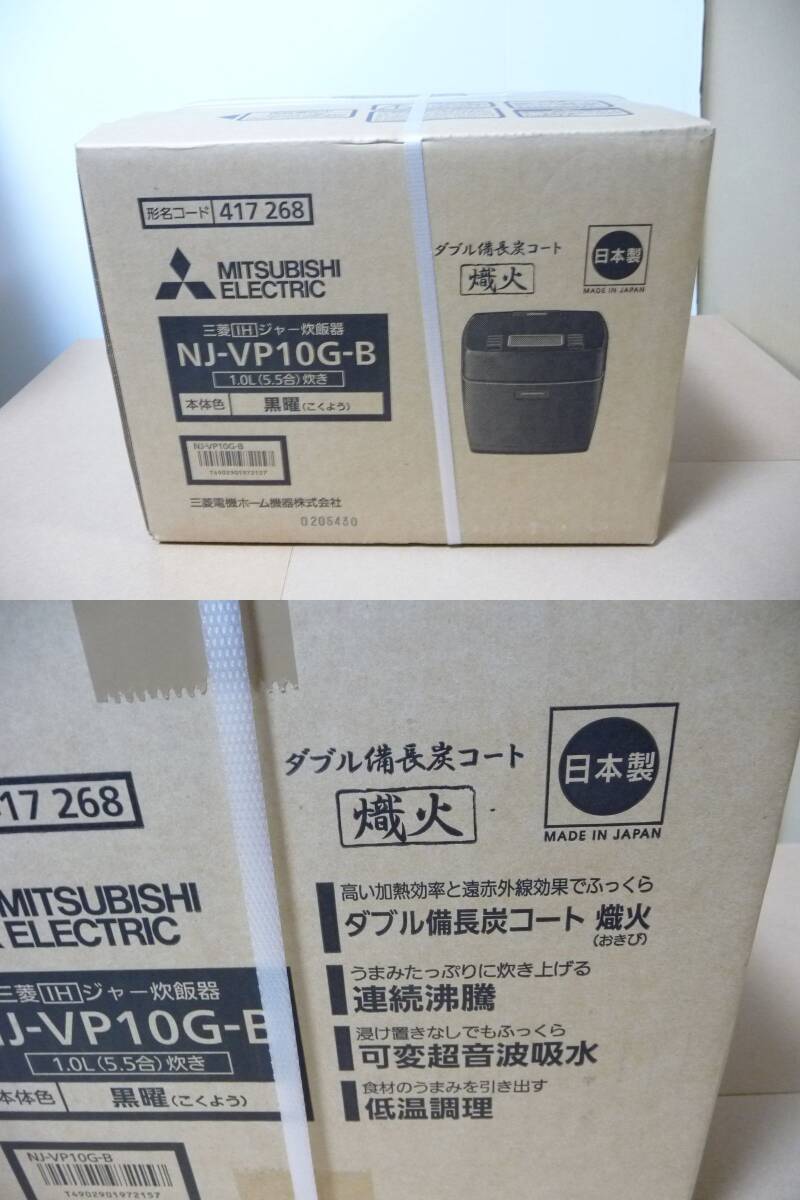 形名コード 417 268
MITSUBISHI
ELECTRIC
三菱IHジャー炊飯器
NJ-VP10G-B
1.0L(5.5合)炊き
本体色 黒曜(こくよう)
NJ-VP10G-B
T4902901972157
三菱電機ホーム機器株式会社
0205430
ダブル備長炭コート
熾火
日本製
MADE IN JAPAN
17 268
MITSUBISHI
ELECTRIC
三菱IHジャー炊飯器
NJ-VP10G-B
1.0L(5.5合)炊き
本体色 黒曜(こくよう)
NJ-VP10G-B
T4902901972157
ダブル備長炭コート
熾火
日本製
MADE IN JAPAN
高い加熱効率と遠赤外線効果でふっくら
ダブル備長炭コート 熾火
(おきび)
うまみたっぷりに炊き上げる
連続沸騰
浸け置きなしでもふっくら
可変超音波吸水
食材のうまみを引き出す
低温調理